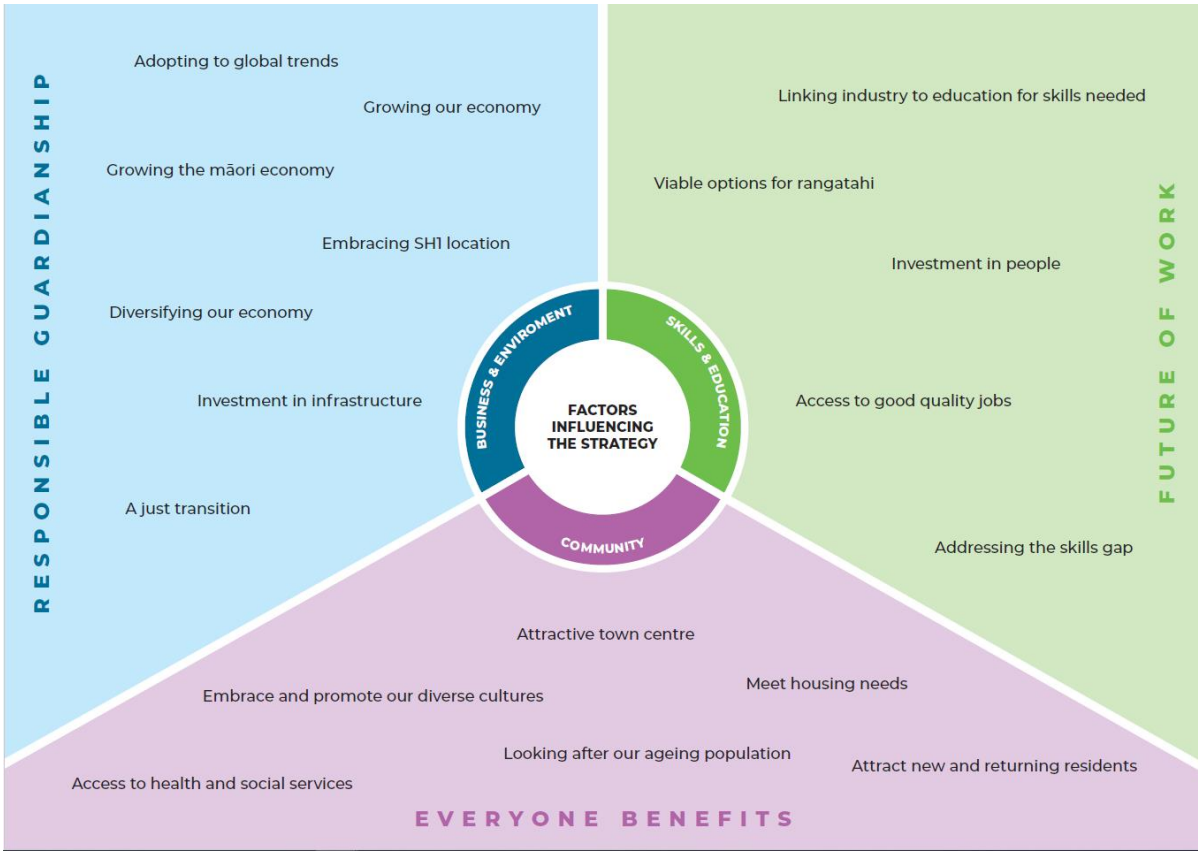 RESPONSIBLE GUARDIANSHIP
Adopting to global trends
Growing our economy
Growing the māori economy
Embracing SH1 location
Diversifying our economy
Investment in infrastructure
A just transition
BUSINESS & ENVIROMENT
SKILLS & EDUCATION
COMMUNITY
FACTORS
INFLUENCING
THE STRATEGY
Linking industry to education for skills needed
Viable options for rangatahi
Investment in people
Access to good quality jobs
Addressing the skills gap
FUTURE OF WORK
Attractive town centre
Meet housing needs
Embrace and promote our diverse cultures
Looking after our ageing population
Attract new and returning residents
Access to health and social services
EVERYONE BENEFITS